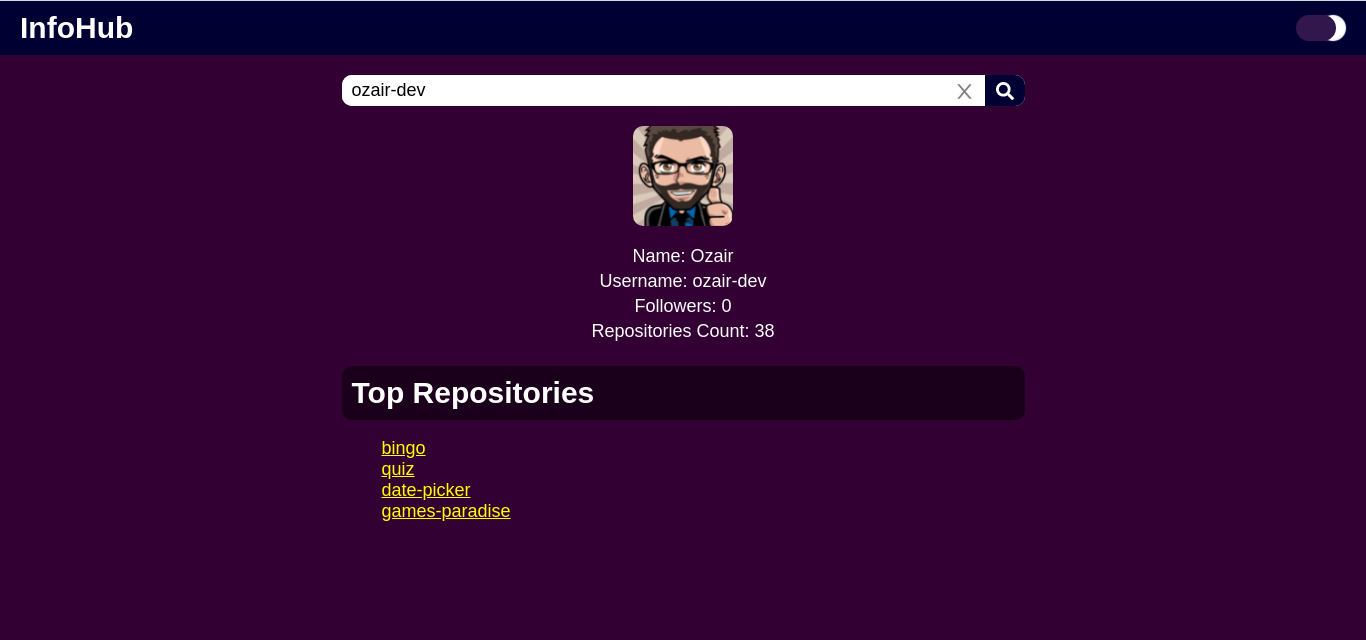 InfoHub
ozair-dev
Name: Ozair
Username: ozair-dev
Followers: 0
Repositories Count: 38
Top Repositories
bingo
quiz
date-picker
games-paradise